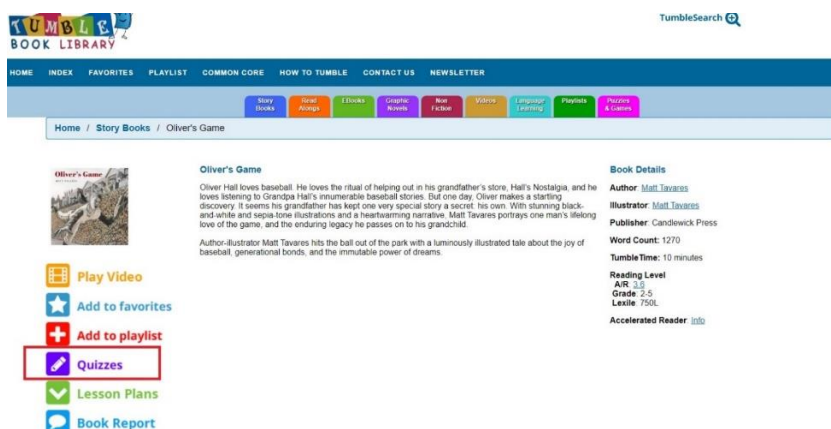 TUMBLE
BOOK LIBRARY
TumbleSearch
HOME INDEX FAVORITES PLAYLIST COMMON CORE HOW TO TUMBLE CONTACT US NEWSLETTER
Story Books
Read Alongs
EBooks
Graphic Novels
Non Fiction
Videos
Language Learning
Playlists
Puzzles & Games
Home / Story Books / Oliver's Game
Oliver's Game
Oliver's Game
Oliver Hall loves baseball. He loves the ritual of helping out in his grandfather's store, Hall's Nostalgia, and he
loves listening to Grandpa Hall's innumerable baseball stories. But one day, Oliver makes a startling
discovery. It seems his grandfather has kept one very special story a secret: his own. With stunning black-
and-white and sepia-tone illustrations and a heartwarming narrative, Matt Tavares portrays one man's lifelong
love of the game, and the enduring legacy he passes on to his grandchild.
Author-illustrator Matt Tavares hits the ball out of the park with a luminously illustrated tale about the joy of
baseball, generational bonds, and the immutable power of dreams.
Book Details
Author: Matt Tavares
Illustrator: Matt Tavares
Publisher: Candlewick Press
Word Count: 1270
TumbleTime: 10 minutes
Reading Level
A/R: 3.6
Grade: 2-5
Lexile: 750L
Accelerated Reader: Info
Play Video
Add to favorites
Add to playlist
Quizzes
Lesson Plans
Book Report